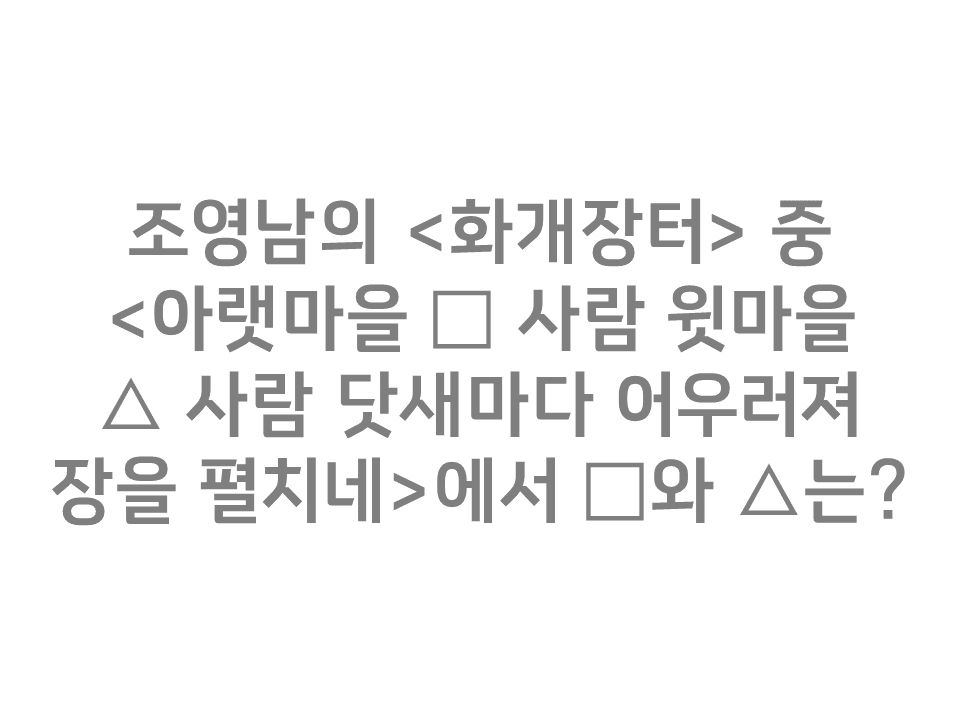 조영남의 <화개장터> 중
<아랫마을 □ 사람 윗마을
△ 사람 닷새마다 어우러져
장을 펼치네>에서 □와 △는?